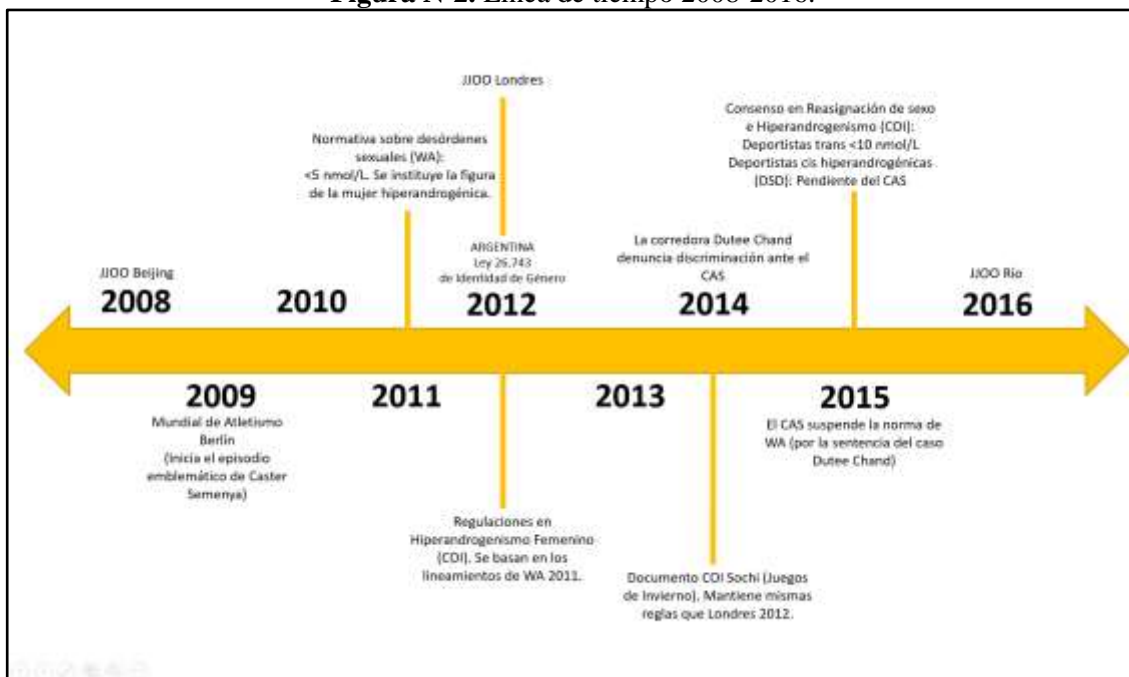 Figura N°2. Línea de tiempo 2008-2016.
JJOO Londres
Normativa sobre desórdenes
sexuales (WA):
<5 nmol/L. Se instituye la figura
de la mujer hiperandrogénica.
Consenso en Reasignación de sexo
e Hiperandrogenismo (COI):
Deportistas trans <10 nmol/L
Deportistas cis hiperandrogénicas
(DSD): Pendiente del CAS
ARGENTINA
Ley 26.743
de Identidad de Género
La corredora Dutee Chand
denuncia discriminación ante el
CAS
JJOO Beijing
2008
2010
2012
2014
JJOO Rio
2016
2009
Mundial de Atletismo
Berlín
(Inicia el episodio
emblemático de Caster
Semenya)
2011
2013
2015
El CAS suspende la norma de
WA (por la sentencia del caso
Dutee Chand)
Regulaciones en
Hiperandrogenismo Femenino
(COI). Se basan en los
lineamientos de WA 2011.
Documento COI Sochi (Juegos
de Invierno). Mantiene mismas
reglas que Londres 2012.